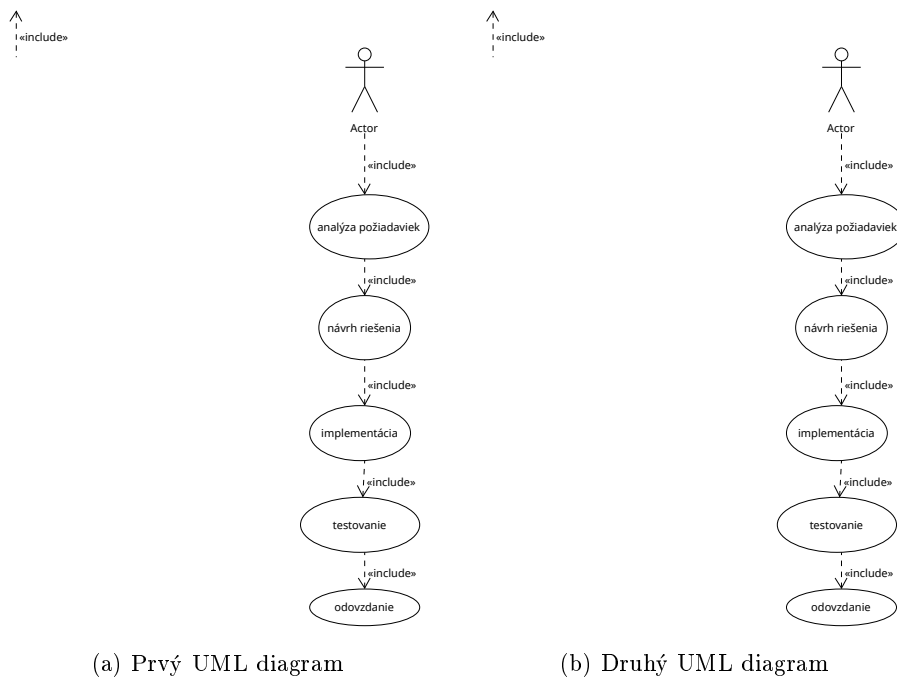 «include»
Actor
«include»
analýza požiadaviek
«include»
návrh riešenia
«include»
implementácia
«include»
testovanie
«include»
odovzdanie
(a) Prvý UML diagram
«include»
Actor
«include»
analýza požiadaviek
«include»
návrh riešenia
«include»
implementácia
«include»
testovanie
«include»
odovzdanie
(b) Druhý UML diagram